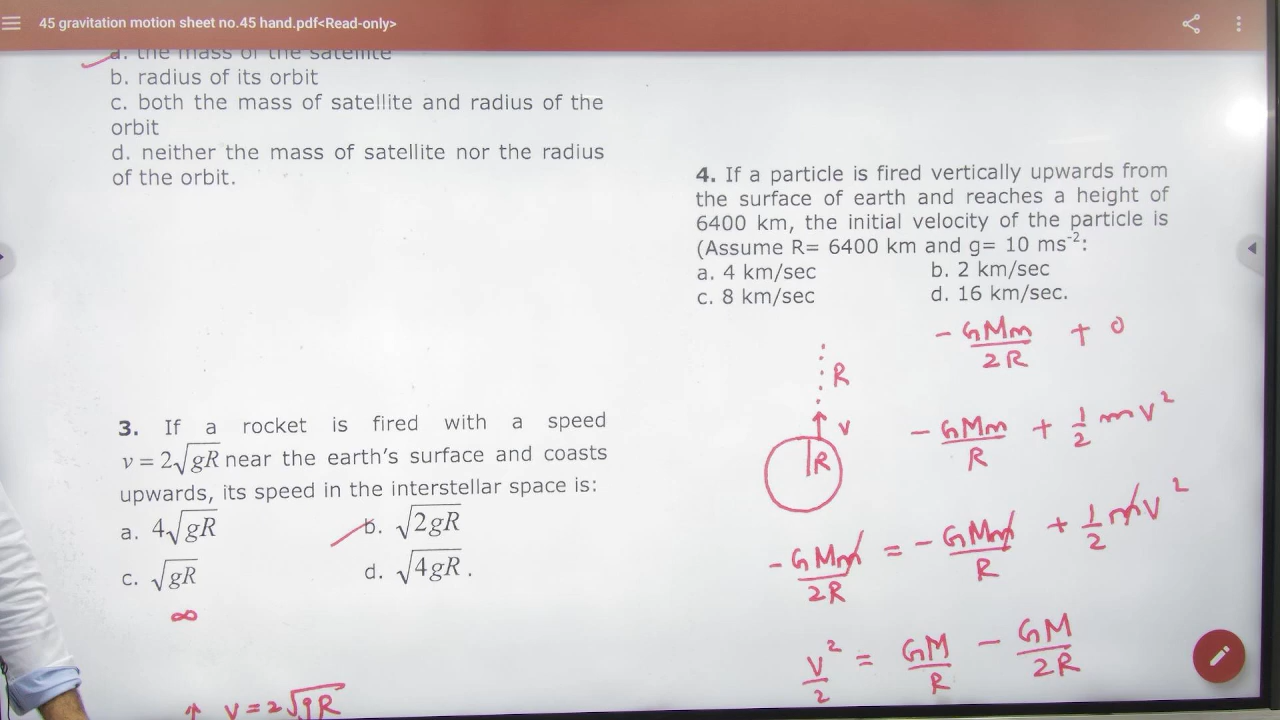 45 gravitation motion sheet no.45 hand.pdf<Read-only>
a. the mass of the satellite
b. radius of its orbit
c. both the mass of satellite and radius of the
orbit
d. neither the mass of satellite nor the radius
of the orbit.
3. If a rocket is fired with a speed
v = 2√gR near the earth's surface and coasts
upwards, its speed in the interstellar space is:
a. 4√gR b. √2gR
c. √gR d. √4gR .
∞
↑ v = 2√gR
4. If a particle is fired vertically upwards from
the surface of earth and reaches a height of
6400 km, the initial velocity of the particle is
(Assume R= 6400 km and g= 10 ms⁻²:
a. 4 km/sec b. 2 km/sec
c. 8 km/sec d. 16 km/sec.
- GMm/2R + 0
R
v
R
- GMm/R + 1/2 mv²
- GMm/2R = - GMm/R + 1/2 mv²
v²/2 = GM/R - GM/2R